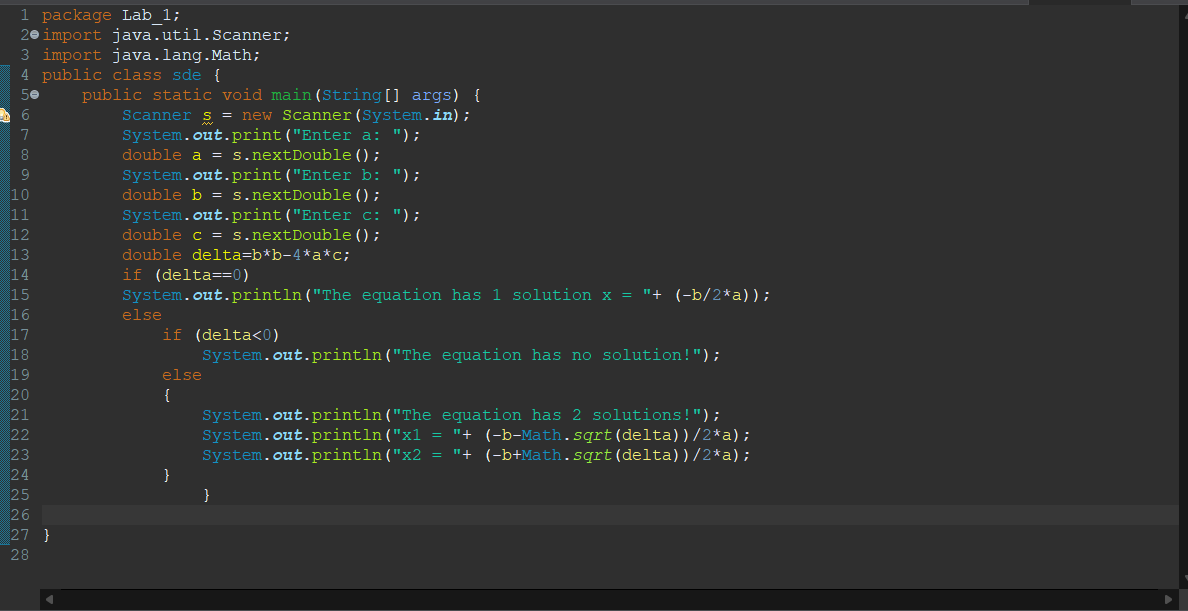 1 package Lab_1;
2 import java.util.Scanner;
3 import java.lang.Math;
4 public class sde {
5     public static void main(String[] args) {
6         Scanner s = new Scanner(System.in);
7         System.out.print("Enter a: ");
8         double a = s.nextDouble();
9         System.out.print("Enter b: ");
10         double b = s.nextDouble();
11         System.out.print("Enter c: ");
12         double c = s.nextDouble();
13         double delta=b*b-4*a*c;
14         if (delta==0)
15         System.out.println("The equation has 1 solution x = "+ (-b/2*a));
16         else
17             if (delta<0)
18                 System.out.println("The equation has no solution!");
19             else
20             {
21                 System.out.println("The equation has 2 solutions!");
22                 System.out.println("x1 = "+ (-b-Math.sqrt(delta))/2*a);
23                 System.out.println("x2 = "+ (-b+Math.sqrt(delta))/2*a);
24             }
25                 }
26
27 }
28